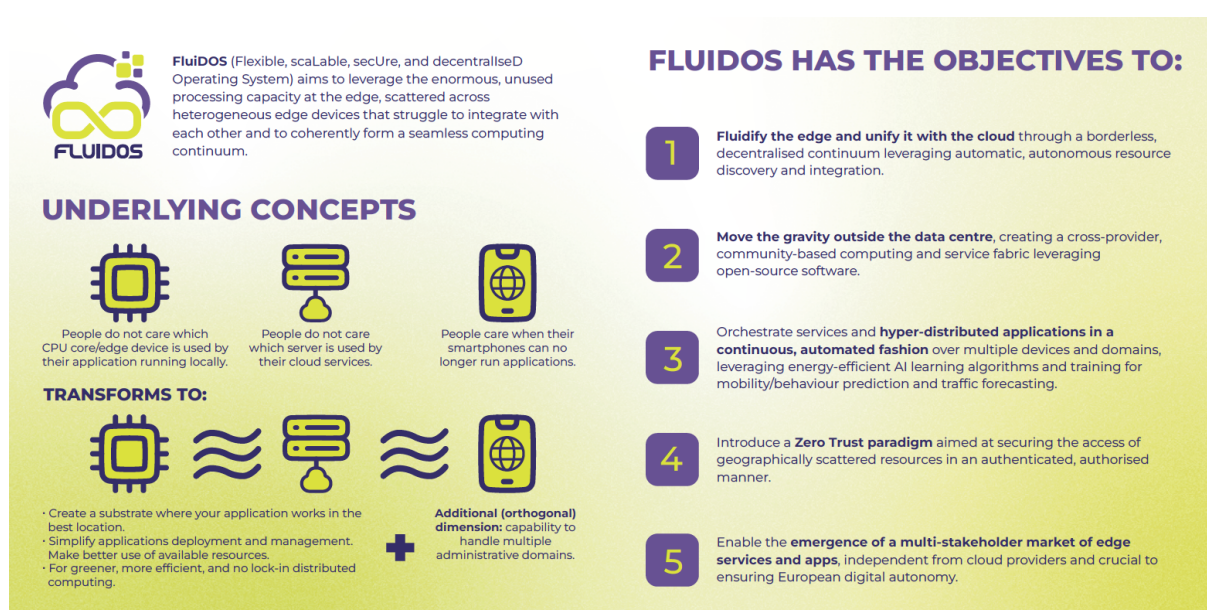 FLUIDOS
FluiDOS (Flexible, scaLable, secUre, and decentralIseD
Operating System) aims to leverage the enormous, unused
processing capacity at the edge, scattered across
heterogeneous edge devices that struggle to integrate with
each other and to coherently form a seamless computing
continuum.
UNDERLYING CONCEPTS
People do not care which
CPU core/edge device is used by
their application running locally.
People do not care
which server is used by
their cloud services.
People care when their
smartphones can no
longer run applications.
TRANSFORMS TO:
· Create a substrate where your application works in the
best location.
· Simplify applications deployment and management.
Make better use of available resources.
· For greener, more efficient, and no lock-in distributed
computing.
Additional (orthogonal)
dimension: capability to
handle multiple
administrative domains.
FLUIDOS HAS THE OBJECTIVES TO:
1
Fluidify the edge and unify it with the cloud through a borderless,
decentralised continuum leveraging automatic, autonomous resource
discovery and integration.
2
Move the gravity outside the data centre, creating a cross-provider,
community-based computing and service fabric leveraging
open-source software.
3
Orchestrate services and hyper-distributed applications in a
continuous, automated fashion over multiple devices and domains,
leveraging energy-efficient AI learning algorithms and training for
mobility/behaviour prediction and traffic forecasting.
4
Introduce a Zero Trust paradigm aimed at securing the access of
geographically scattered resources in an authenticated, authorised
manner.
5
Enable the emergence of a multi-stakeholder market of edge
services and apps, independent from cloud providers and crucial to
ensuring European digital autonomy.